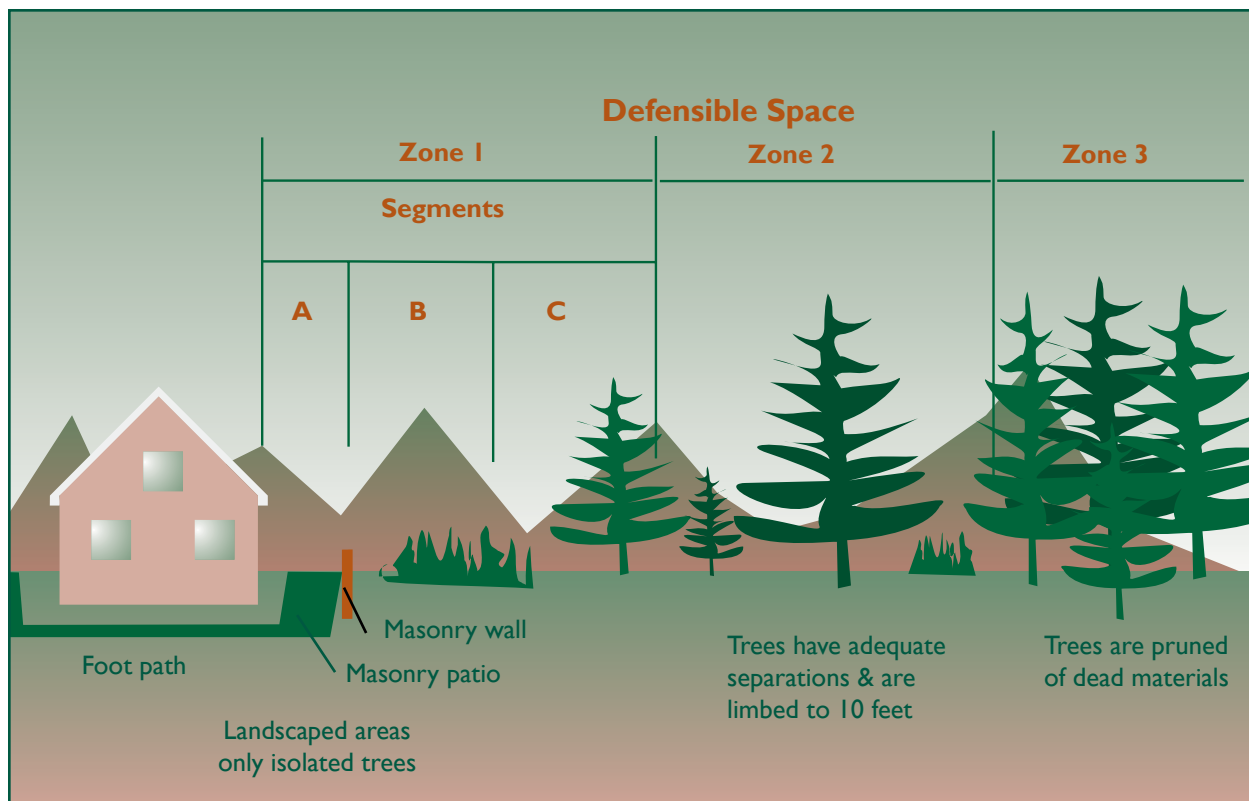 Defensible Space
Zone 1
Zone 2
Zone 3
Segments
A
B
C
Masonry wall
Foot path
Masonry patio
Landscaped areas
only isolated trees
Trees have adequate
separations & are
limbed to 10 feet
Trees are pruned
of dead materials